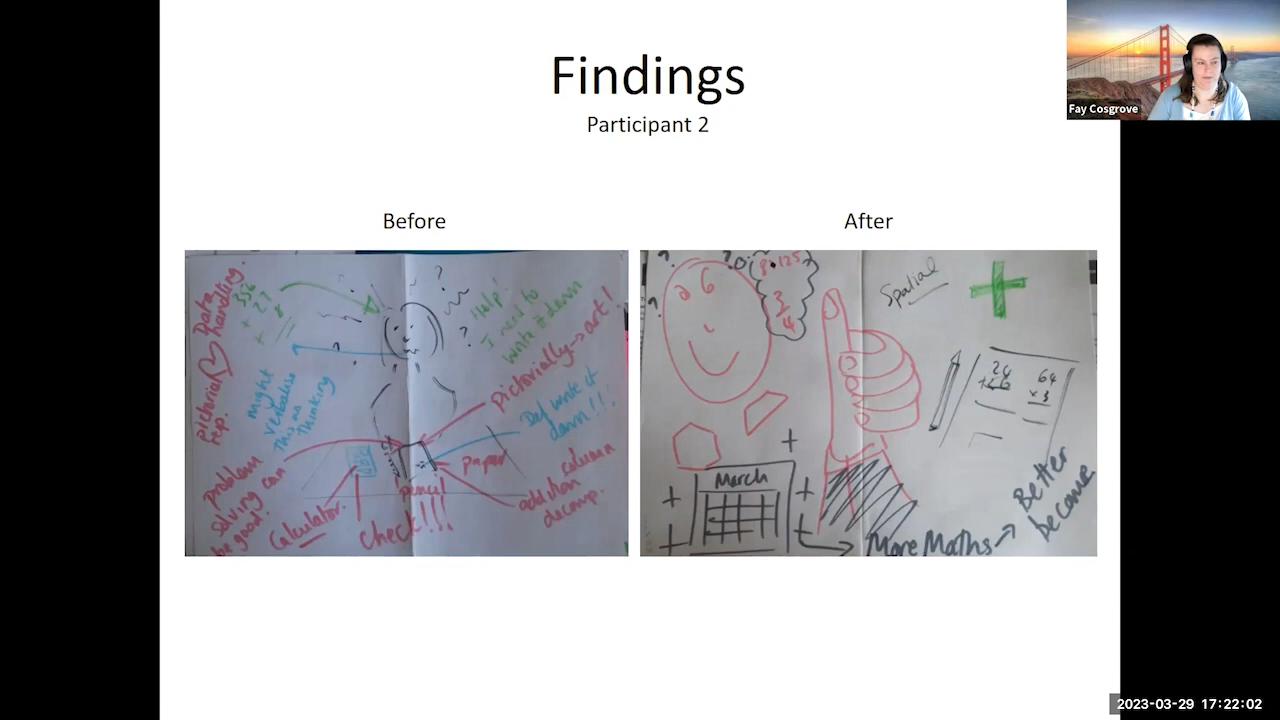 Findings
Participant 2
Fay Cosgrove
Before
After
Data
handling.
356
+ 27
+ 8
Pictorial
rep.
might
verbalise
this as
thinking
problem
solving can
be good!
Calculator.
Check!!!
pencil
paper
Help!
I need to
write it down
Pictorially → art!
Def write it
down!!
column
addition
decomp.
8 • 125
3
4
Spatial
+
24
64
× 3
March
More Maths → Better
become
2023-03-29 17:22:02